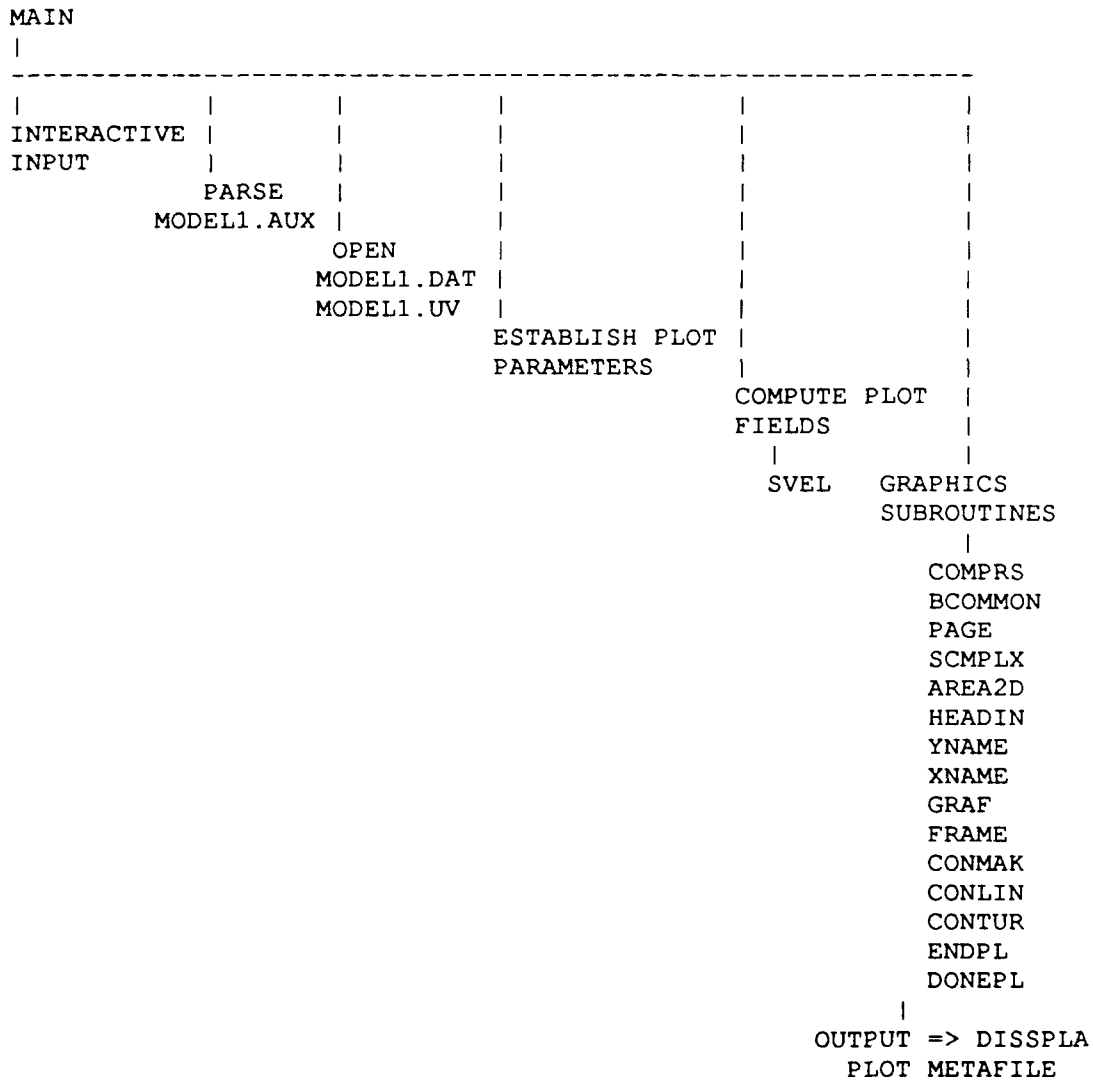 MAIN
INTERACTIVE
INPUT
PARSE
MODEL1.AUX
OPEN
MODEL1.DAT
MODEL1.UV
ESTABLISH PLOT
PARAMETERS
COMPUTE PLOT
FIELDS
SVEL
GRAPHICS
SUBROUTINES
COMPRS
BCOMMON
PAGE
SCMPLX
AREA2D
HEADIN
YNAME
XNAME
GRAF
FRAME
CONMAK
CONLIN
CONTUR
ENDPL
DONEPL
OUTPUT => DISSPLA
PLOT METAFILE